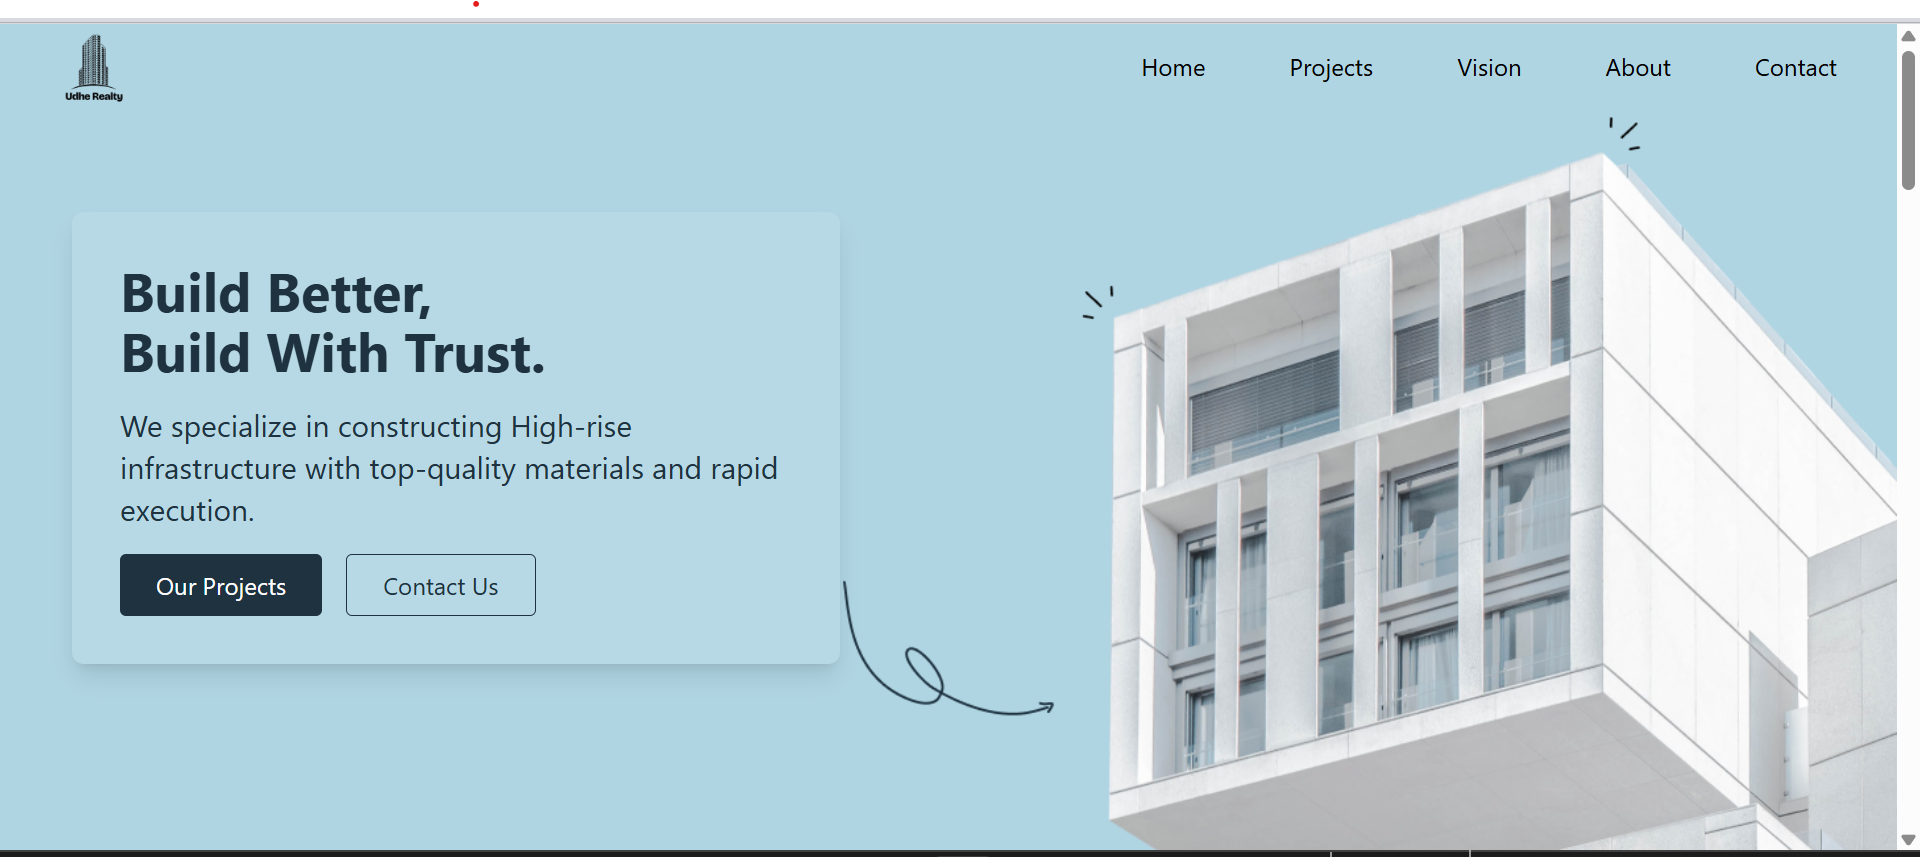 Udhe Realty
Home Projects Vision About Contact
Build Better,
Build With Trust.
We specialize in constructing High-rise
infrastructure with top-quality materials and rapid
execution.
Our Projects Contact Us